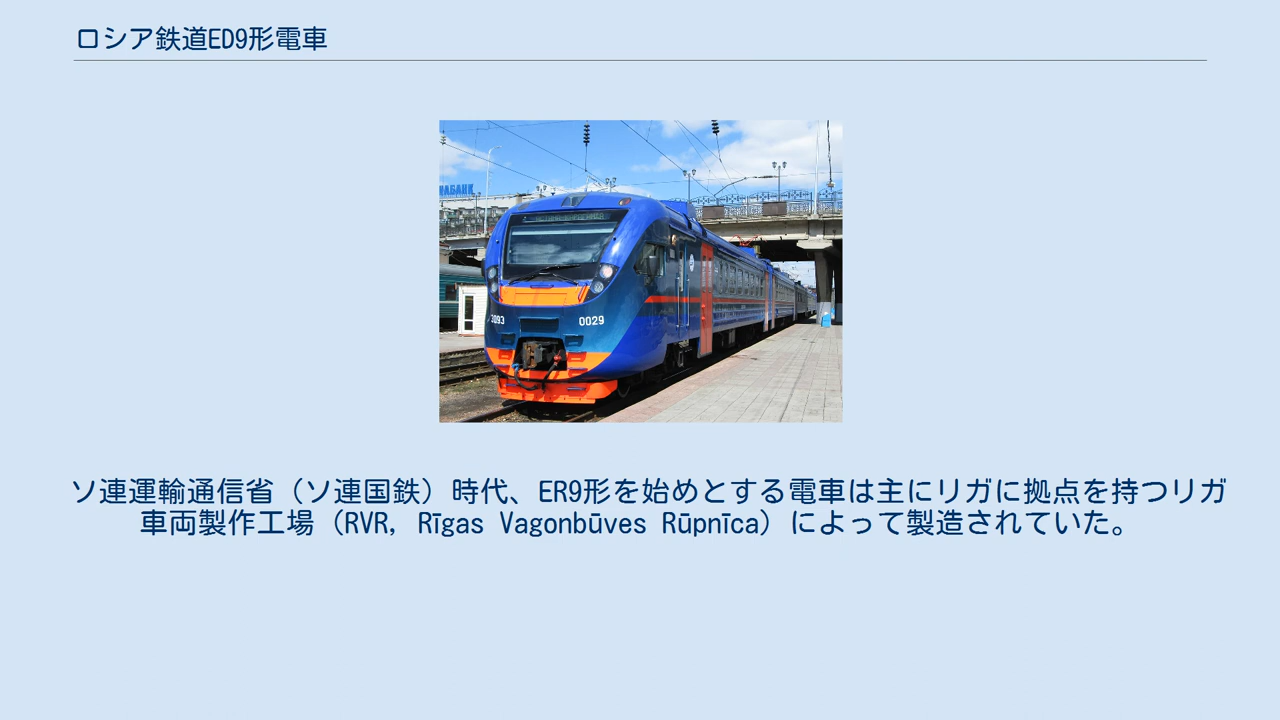 ロシア鉄道ED9形電車
АБАНК
3093
0029
ソ連運輸通信省（ソ連国鉄）時代、ER9形を始めとする電車は主にリガに拠点を持つリガ
車両製作工場（RVR, Rīgas Vagonbūves Rūpnīca）によって製造されていた。